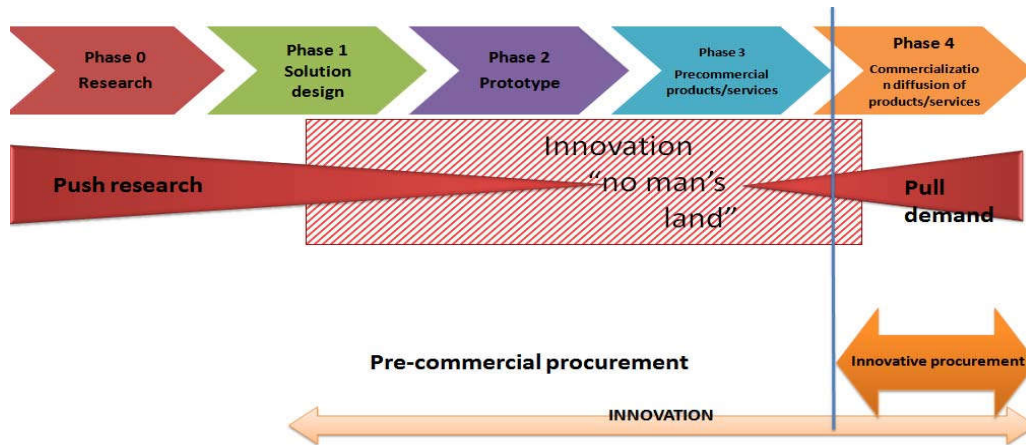 Phase 0
Research
Phase 1
Solution
design
Phase 2
Prototype
Phase 3
Precommercial
products/services
Phase 4
Commercializatio
n diffusion of
products/services
Innovation
“no man’s
land”
Push research
Pull
demand
Pre-commercial procurement
Innovative procurement
INNOVATION